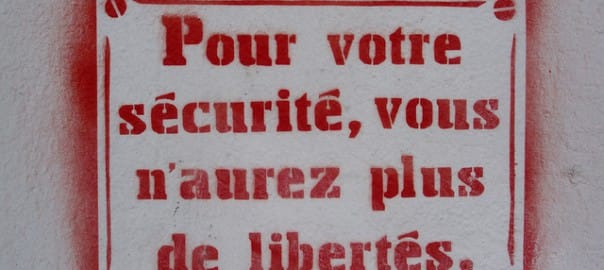 Pour votre
sécurité, vous
n'aurez plus
de libertés.